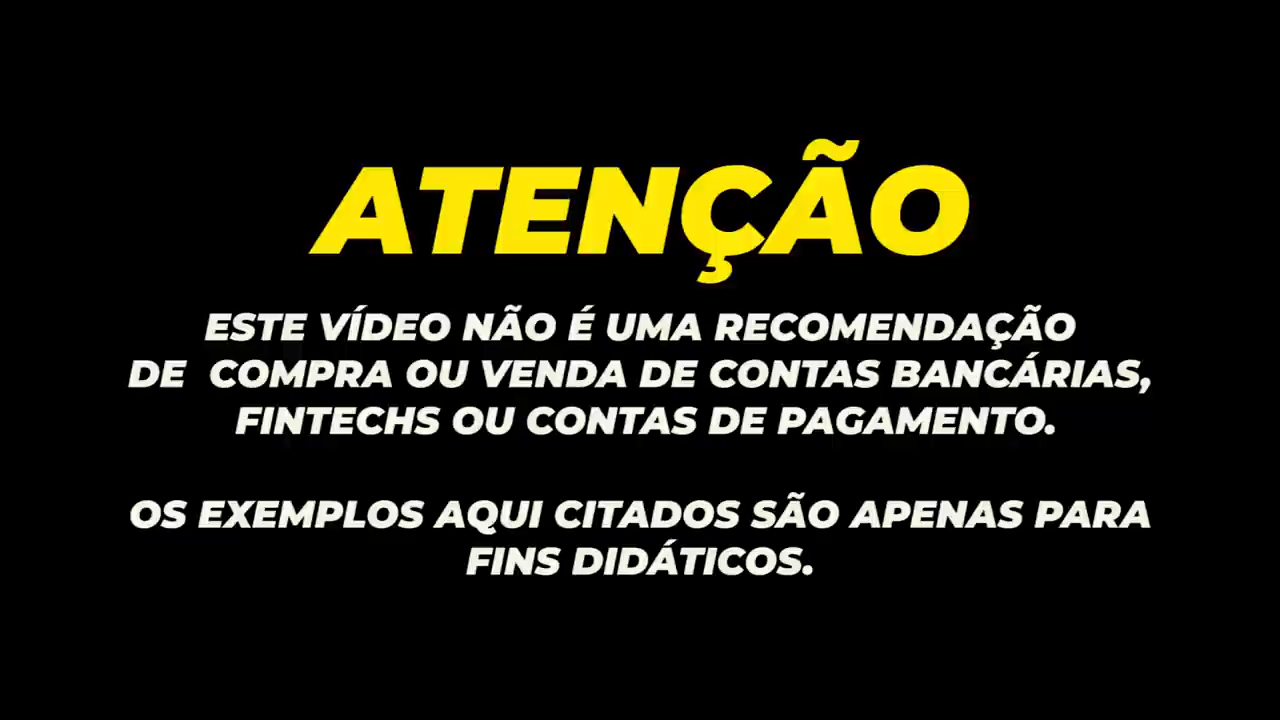 ATENÇÃO
ESTE VÍDEO NÃO É UMA RECOMENDAÇÃO
DE COMPRA OU VENDA DE CONTAS BANCÁRIAS,
FINTECHS OU CONTAS DE PAGAMENTO.
OS EXEMPLOS AQUI CITADOS SÃO APENAS PARA
FINS DIDÁTICOS.